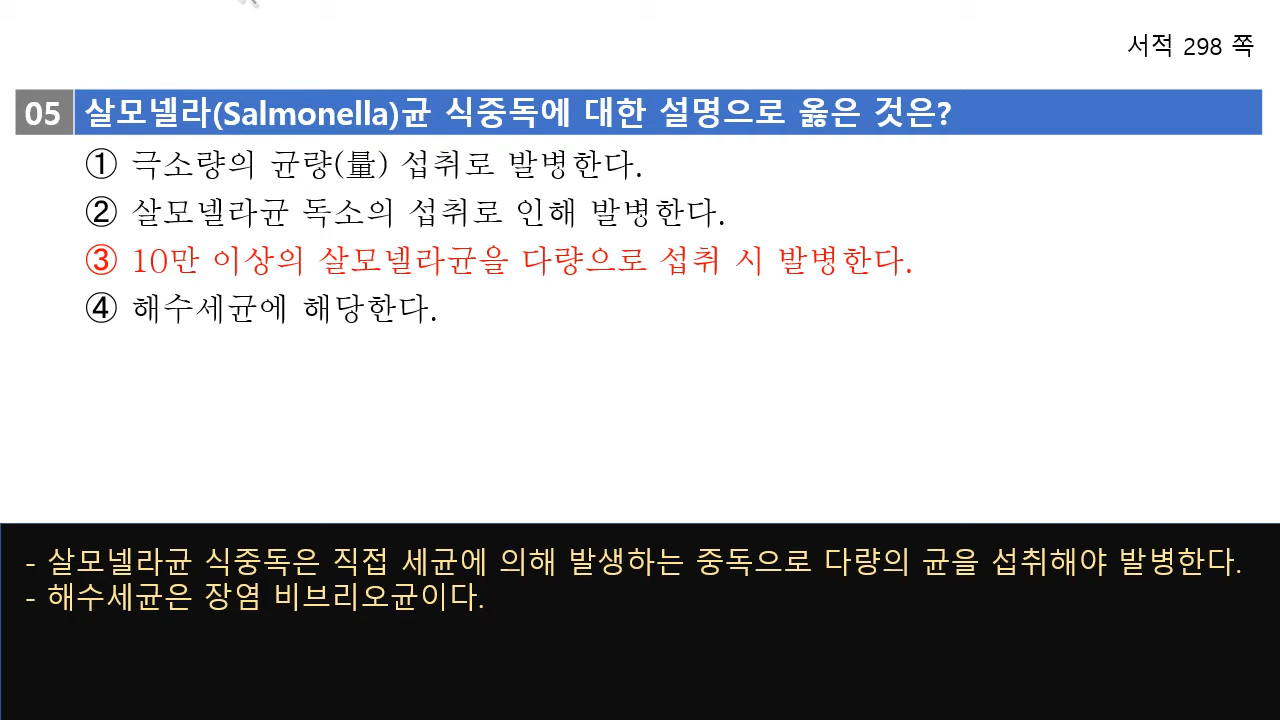 서적 298 쪽
05 살모넬라(Salmonella)균 식중독에 대한 설명으로 옳은 것은?
① 극소량의 균량(量) 섭취로 발병한다.
② 살모넬라균 독소의 섭취로 인해 발병한다.
③ 10만 이상의 살모넬라균을 다량으로 섭취 시 발병한다.
④ 해수세균에 해당한다.
- 살모넬라균 식중독은 직접 세균에 의해 발생하는 중독으로 다량의 균을 섭취해야 발병한다.
- 해수세균은 장염 비브리오균이다.